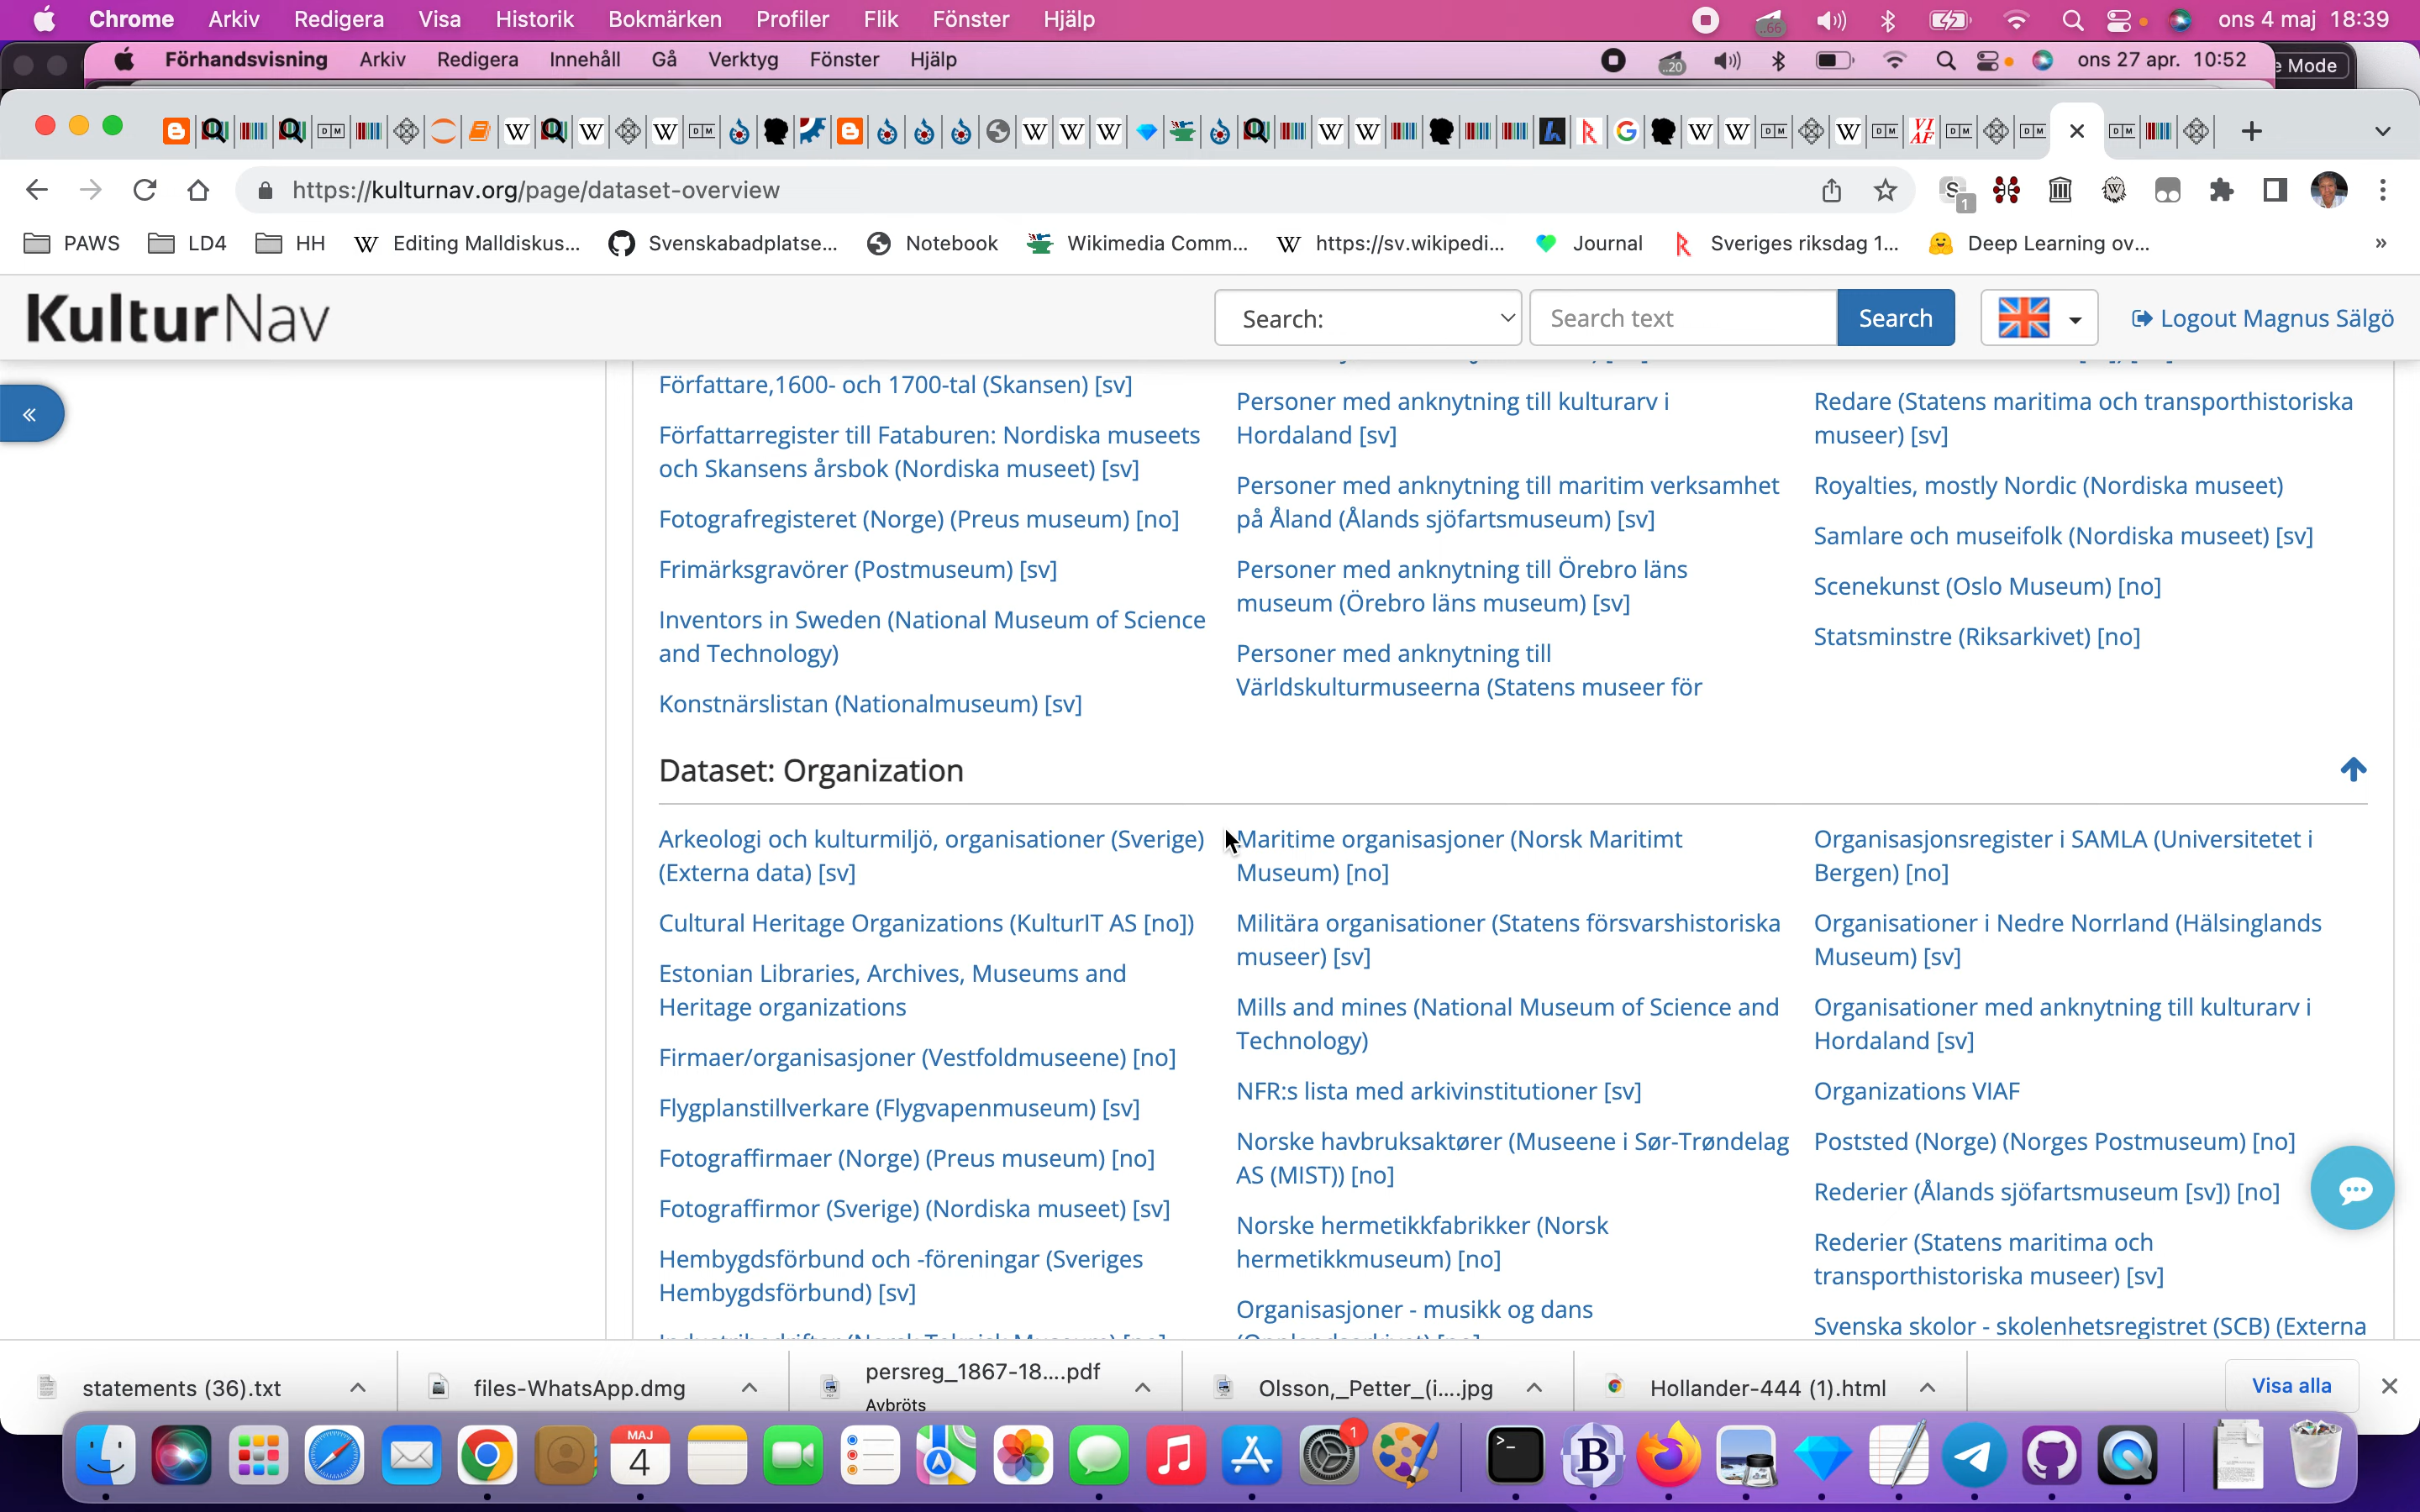 Chrome Arkiv Redigera Visa Historik Bokmärken Profiler Flik Fönster Hjälp ..66 ons 4 maj 18:39
Förhandsvisning Arkiv Redigera Innehåll Gå Verktyg Fönster Hjälp ..20 ons 27 apr. 10:52 e Mode
https://kulturnav.org/page/dataset-overview
PAWS LD4 HH Editing Malldiskus... Svenskabadplatse... Notebook Wikimedia Comm... https://sv.wikipedi... Journal Sveriges riksdag 1... Deep Learning ov... »
KulturNav Search: Search text Search Logout Magnus Sälgö
«
Författare,1600- och 1700-tal (Skansen) [sv]
Författarregister till Fataburen: Nordiska museets
och Skansens årsbok (Nordiska museet) [sv]
Fotografregisteret (Norge) (Preus museum) [no]
Frimärksgravörer (Postmuseum) [sv]
Inventors in Sweden (National Museum of Science
and Technology)
Konstnärslistan (Nationalmuseum) [sv]
Personer med anknytning till kulturarv i
Hordaland [sv]
Personer med anknytning till maritim verksamhet
på Åland (Ålands sjöfartsmuseum) [sv]
Personer med anknytning till Örebro läns
museum (Örebro läns museum) [sv]
Personer med anknytning till
Världskulturmuseerna (Statens museer för
Redare (Statens maritima och transporthistoriska
museer) [sv]
Royalties, mostly Nordic (Nordiska museet)
Samlare och museifolk (Nordiska museet) [sv]
Scenekunst (Oslo Museum) [no]
Statsminstre (Riksarkivet) [no]
Dataset: Organization
Arkeologi och kulturmiljö, organisationer (Sverige)
(Externa data) [sv]
Cultural Heritage Organizations (KulturIT AS [no])
Estonian Libraries, Archives, Museums and
Heritage organizations
Firmaer/organisasjoner (Vestfoldmuseene) [no]
Flygplanstillverkare (Flygvapenmuseum) [sv]
Fotograffirmaer (Norge) (Preus museum) [no]
Fotograffirmor (Sverige) (Nordiska museet) [sv]
Hembygdsförbund och -föreningar (Sveriges
Hembygdsförbund) [sv]
Maritime organisasjoner (Norsk Maritimt
Museum) [no]
Militära organisationer (Statens försvarshistoriska
museer) [sv]
Mills and mines (National Museum of Science and
Technology)
NFR:s lista med arkivinstitutioner [sv]
Norske havbruksaktører (Museene i Sør-Trøndelag
AS (MIST)) [no]
Norske hermetikkfabrikker (Norsk
hermetikkmuseum) [no]
Organisasjoner - musikk og dans
Organisasjonsregister i SAMLA (Universitetet i
Bergen) [no]
Organisationer i Nedre Norrland (Hälsinglands
Museum) [sv]
Organisationer med anknytning till kulturarv i
Hordaland [sv]
Organizations VIAF
Poststed (Norge) (Norges Postmuseum) [no]
Rederier (Ålands sjöfartsmuseum [sv]) [no]
Rederier (Statens maritima och
transporthistoriska museer) [sv]
Svenska skolor - skolenhetsregistret (SCB) (Externa
statements (36).txt files-WhatsApp.dmg persreg_1867-18....pdf Olsson,_Petter_(i....jpg Hollander-444 (1).html Visa alla
Avbröts
MAJ
4
1